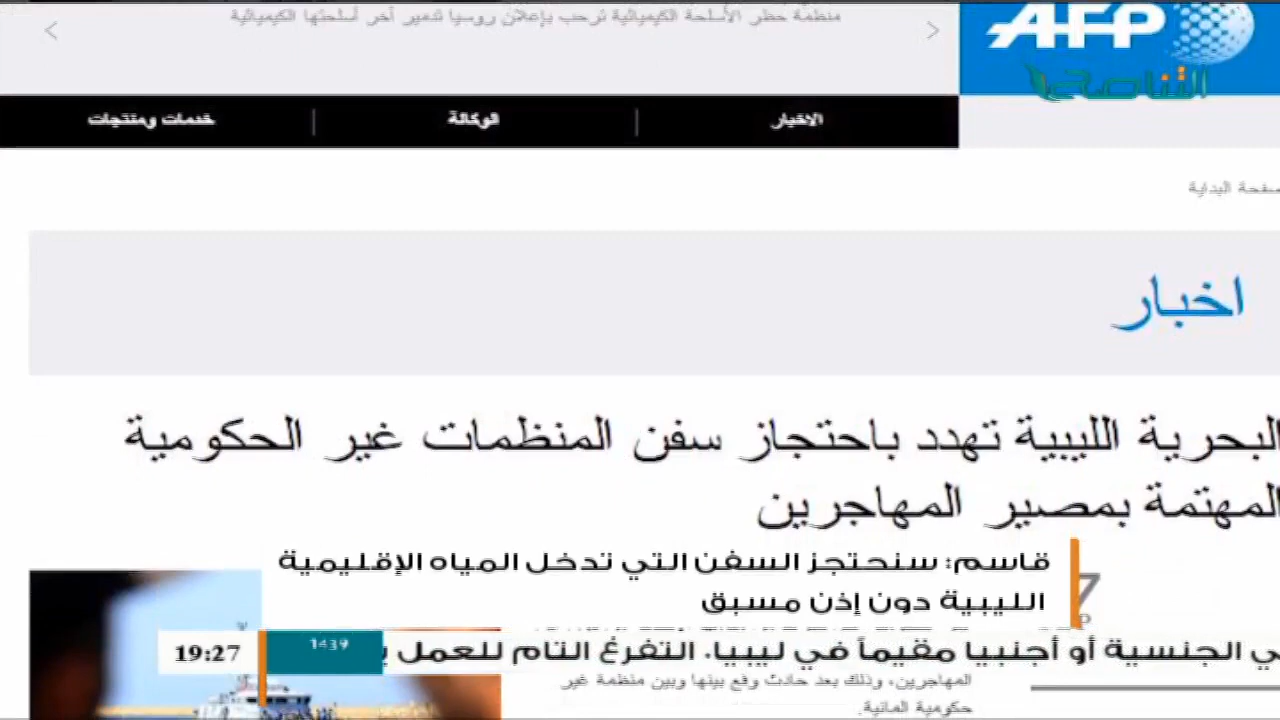 منظمة حظر الأسلحة الكيميائية ترحب بإعلان روسيا تدمير آخر أسلحتها الكيميائية
AFP
التناصح
الاخبار
الوكالة
خدمات ومنتجات
صفحة البداية
اخبار
البحرية الليبية تهدد باحتجاز سفن المنظمات غير الحكومية
المهتمة بمصير المهاجرين
قاسم: سنحتجز السفن التي تدخل المياه الإقليمية
الليبية دون إذن مسبق
7
ي الجنسية أو أجنبيا مقيماً في ليبيا. التفرغ التام للعمل
1439
19:27
المهاجرين، وذلك بعد حادث وقع بينها وبين منظمة غير
حكومية المانية.